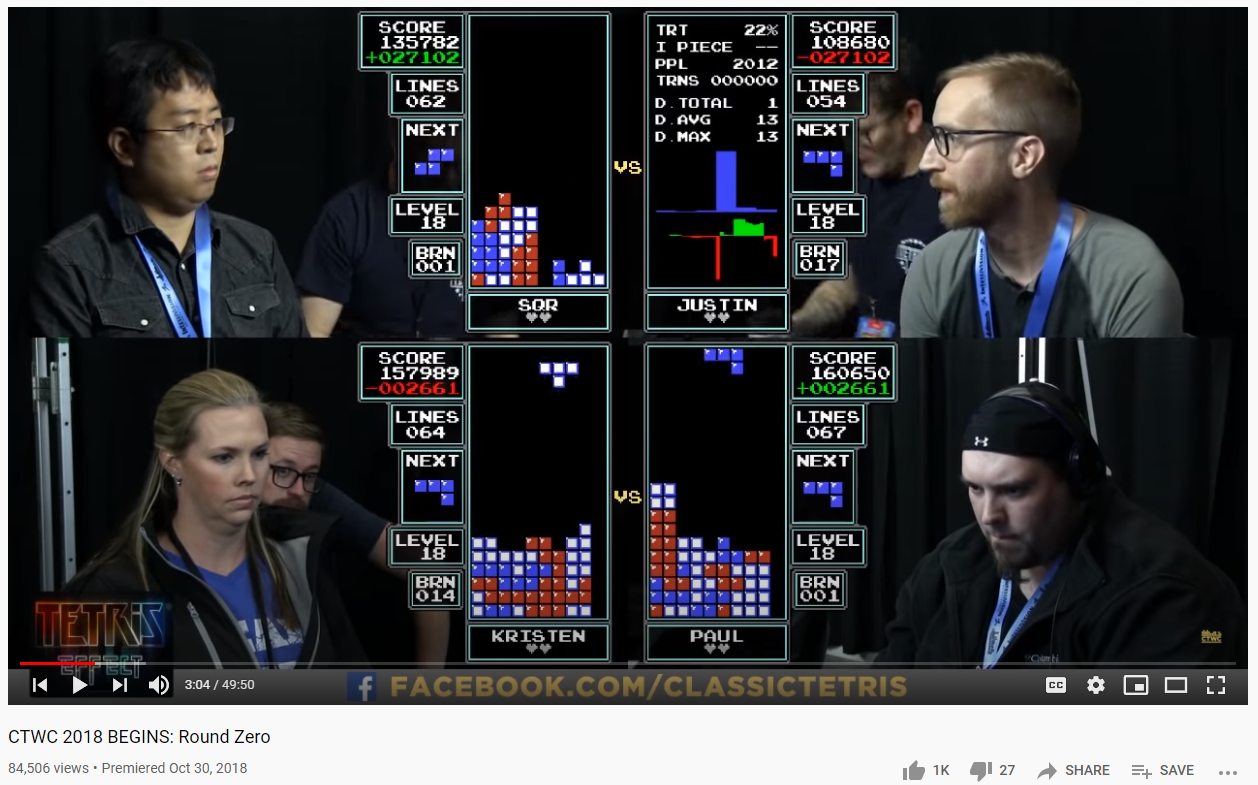 SCORE
135782
+027102
LINES
062
NEXT
LEVEL
18
BRN
001
SQR
TRT 22%
I PIECE --
PPL 2012
TRNS 000000
D.TOTAL 1
D.AVG 13
D.MAX 13
JUSTIN
SCORE
108680
-027102
LINES
054
NEXT
LEVEL
18
BRN
017
VS
SCORE
157989
-002661
LINES
064
NEXT
LEVEL
18
BRN
014
KRISTEN
VS
PAUL
SCORE
160650
+002661
LINES
067
NEXT
LEVEL
18
BRN
001
TETRIS
EFFECT
CTWC
3:04 / 49:50
FACEBOOK.COM/CLASSICTETRIS
CC
CTWC 2018 BEGINS: Round Zero
84,506 views • Premiered Oct 30, 2018
1K
27
SHARE
SAVE